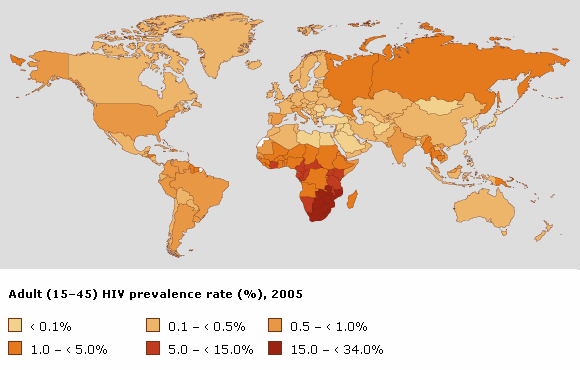 Adult (15–45) HIV prevalence rate (%), 2005
< 0.1% 0.1 – < 0.5% 0.5 – < 1.0%
1.0 – < 5.0% 5.0 – < 15.0% 15.0 – < 34.0%